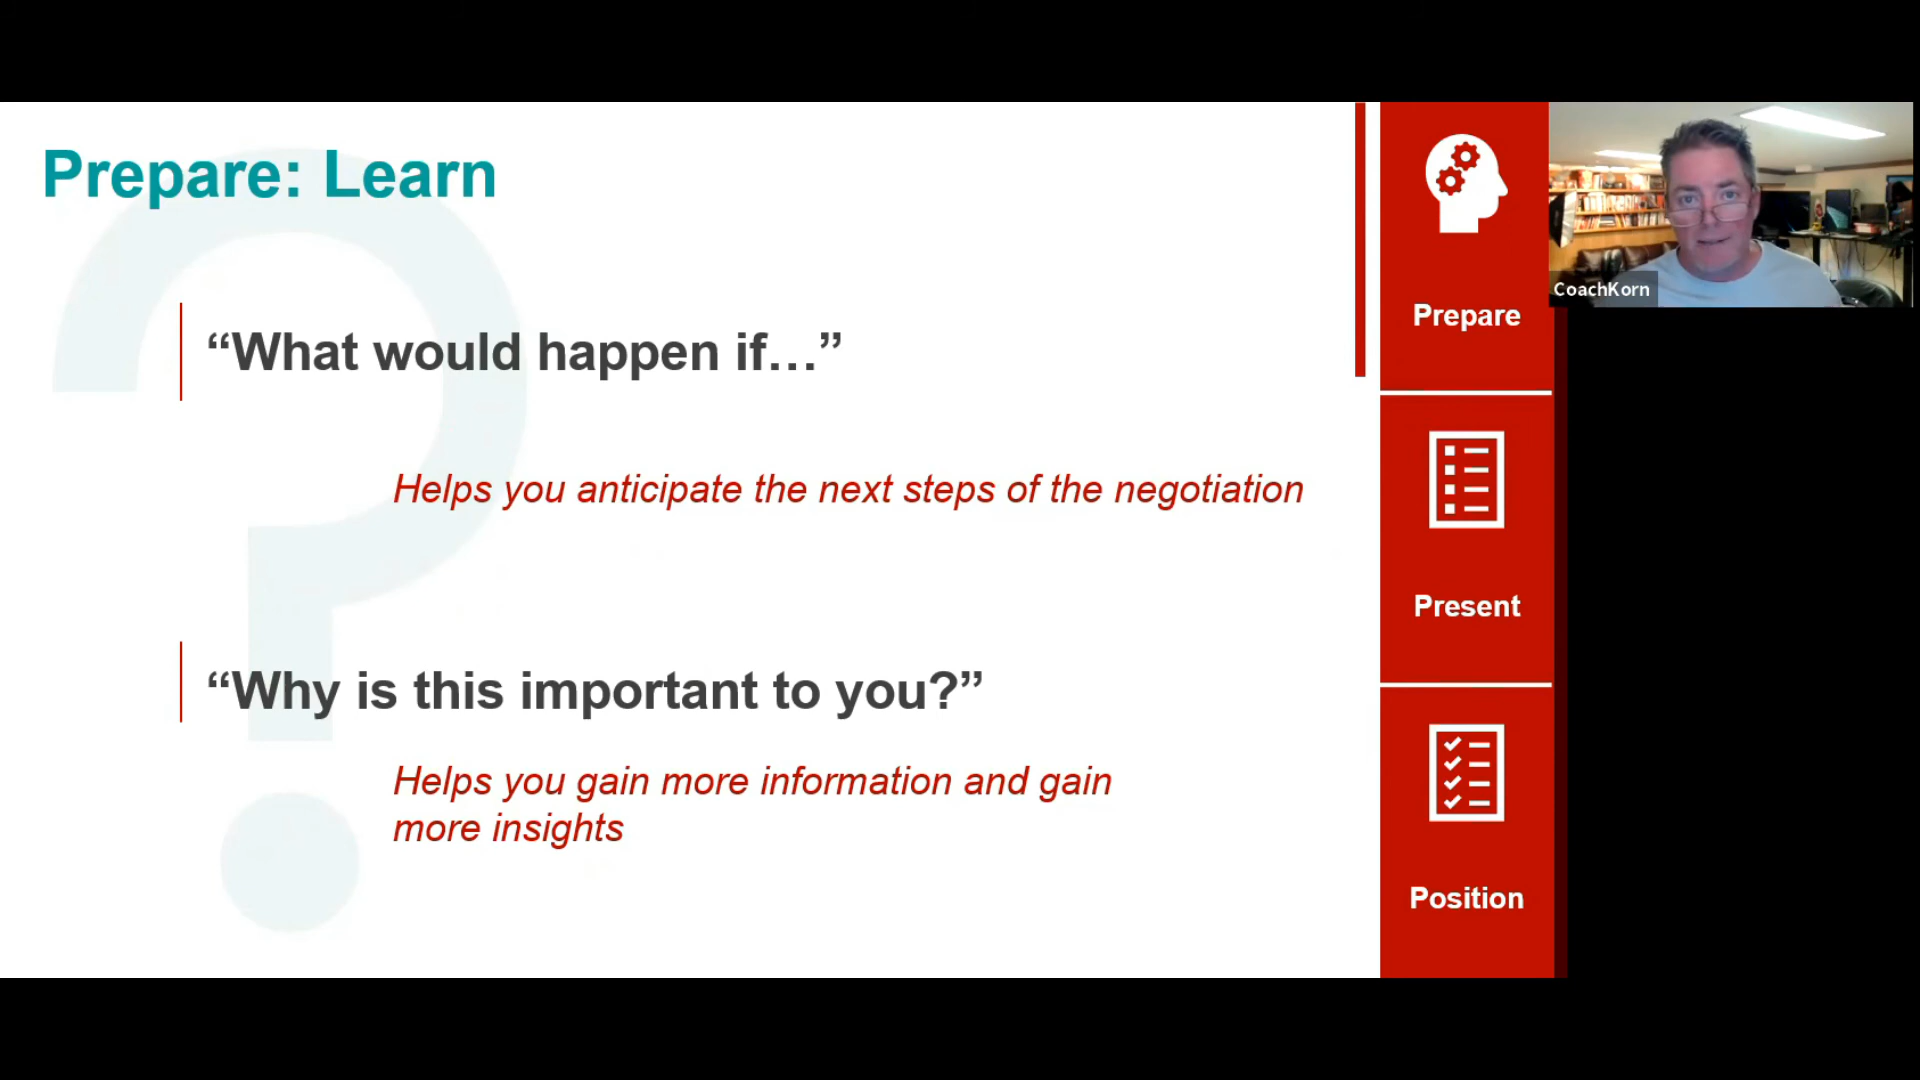 Prepare: Learn
“What would happen if…”
Helps you anticipate the next steps of the negotiation
“Why is this important to you?”
Helps you gain more information and gain
more insights
Prepare
Present
Position
CoachKorn